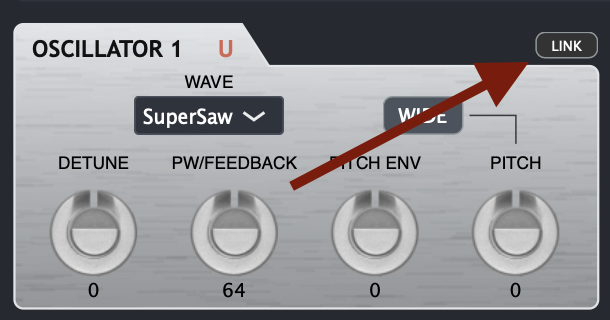 OSCILLATOR 1 U
LINK
WAVE
SuperSaw
WIDE
DETUNE PW/FEEDBACK PITCH ENV PITCH
0 64 0 0